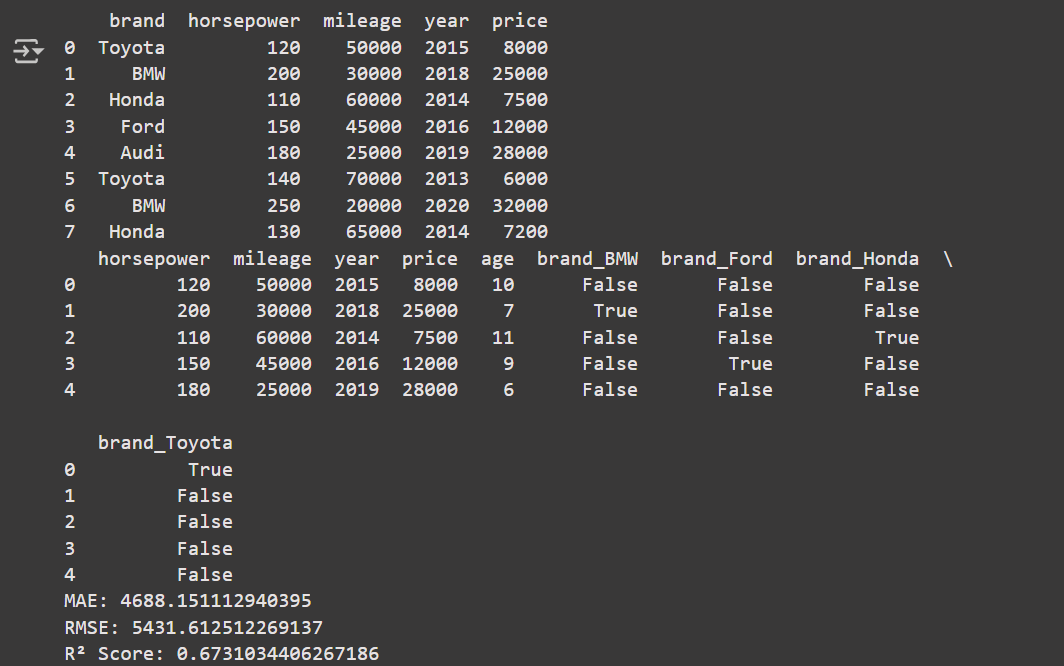 brand horsepower mileage year price
0 Toyota 120 50000 2015 8000
1 BMW 200 30000 2018 25000
2 Honda 110 60000 2014 7500
3 Ford 150 45000 2016 12000
4 Audi 180 25000 2019 28000
5 Toyota 140 70000 2013 6000
6 BMW 250 20000 2020 32000
7 Honda 130 65000 2014 7200
horsepower mileage year price age brand_BMW brand_Ford brand_Honda \
0 120 50000 2015 8000 10 False False False
1 200 30000 2018 25000 7 True False False
2 110 60000 2014 7500 11 False False True
3 150 45000 2016 12000 9 False True False
4 180 25000 2019 28000 6 False False False
brand_Toyota
0 True
1 False
2 False
3 False
4 False
MAE: 4688.151112940395
RMSE: 5431.612512269137
R² Score: 0.6731034406267186